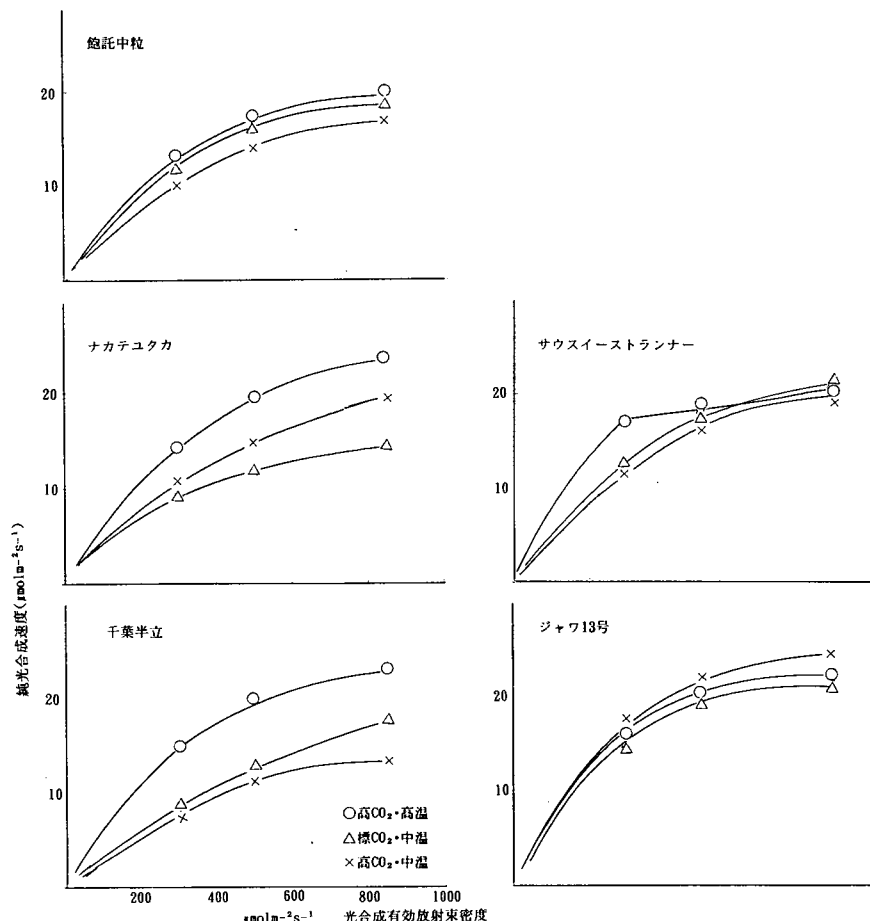 飽託中粒
20
10
ナカテユタカ
20
10
サウスイーストランナー
20
10
千葉半立
20
10
○高CO₂・高温
△標CO₂・中温
×高CO₂・中温
ジャワ13号
20
10
純光合成速度(μmolm⁻²s⁻¹)
200 400 600 800 1000
μmolm⁻²s⁻¹ 光合成有効放射束密度